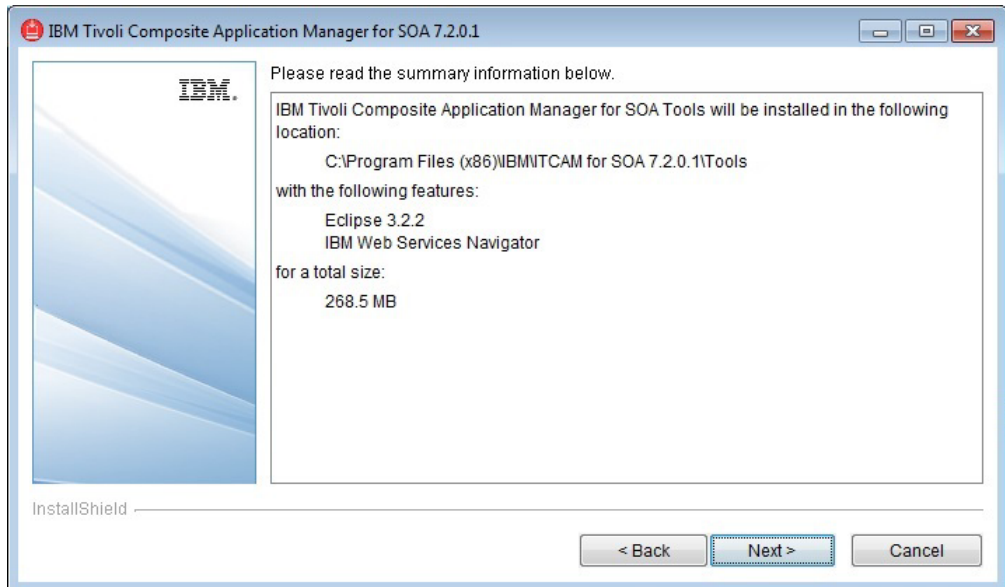 IBM Tivoli Composite Application Manager for SOA 7.2.0.1
IBM.
Please read the summary information below.
IBM Tivoli Composite Application Manager for SOA Tools will be installed in the following
location:
C:\Program Files (x86)\IBM\ITCAM for SOA 7.2.0.1\Tools
with the following features:
Eclipse 3.2.2
IBM Web Services Navigator
for a total size:
268.5 MB
InstallShield
< Back
Next >
Cancel